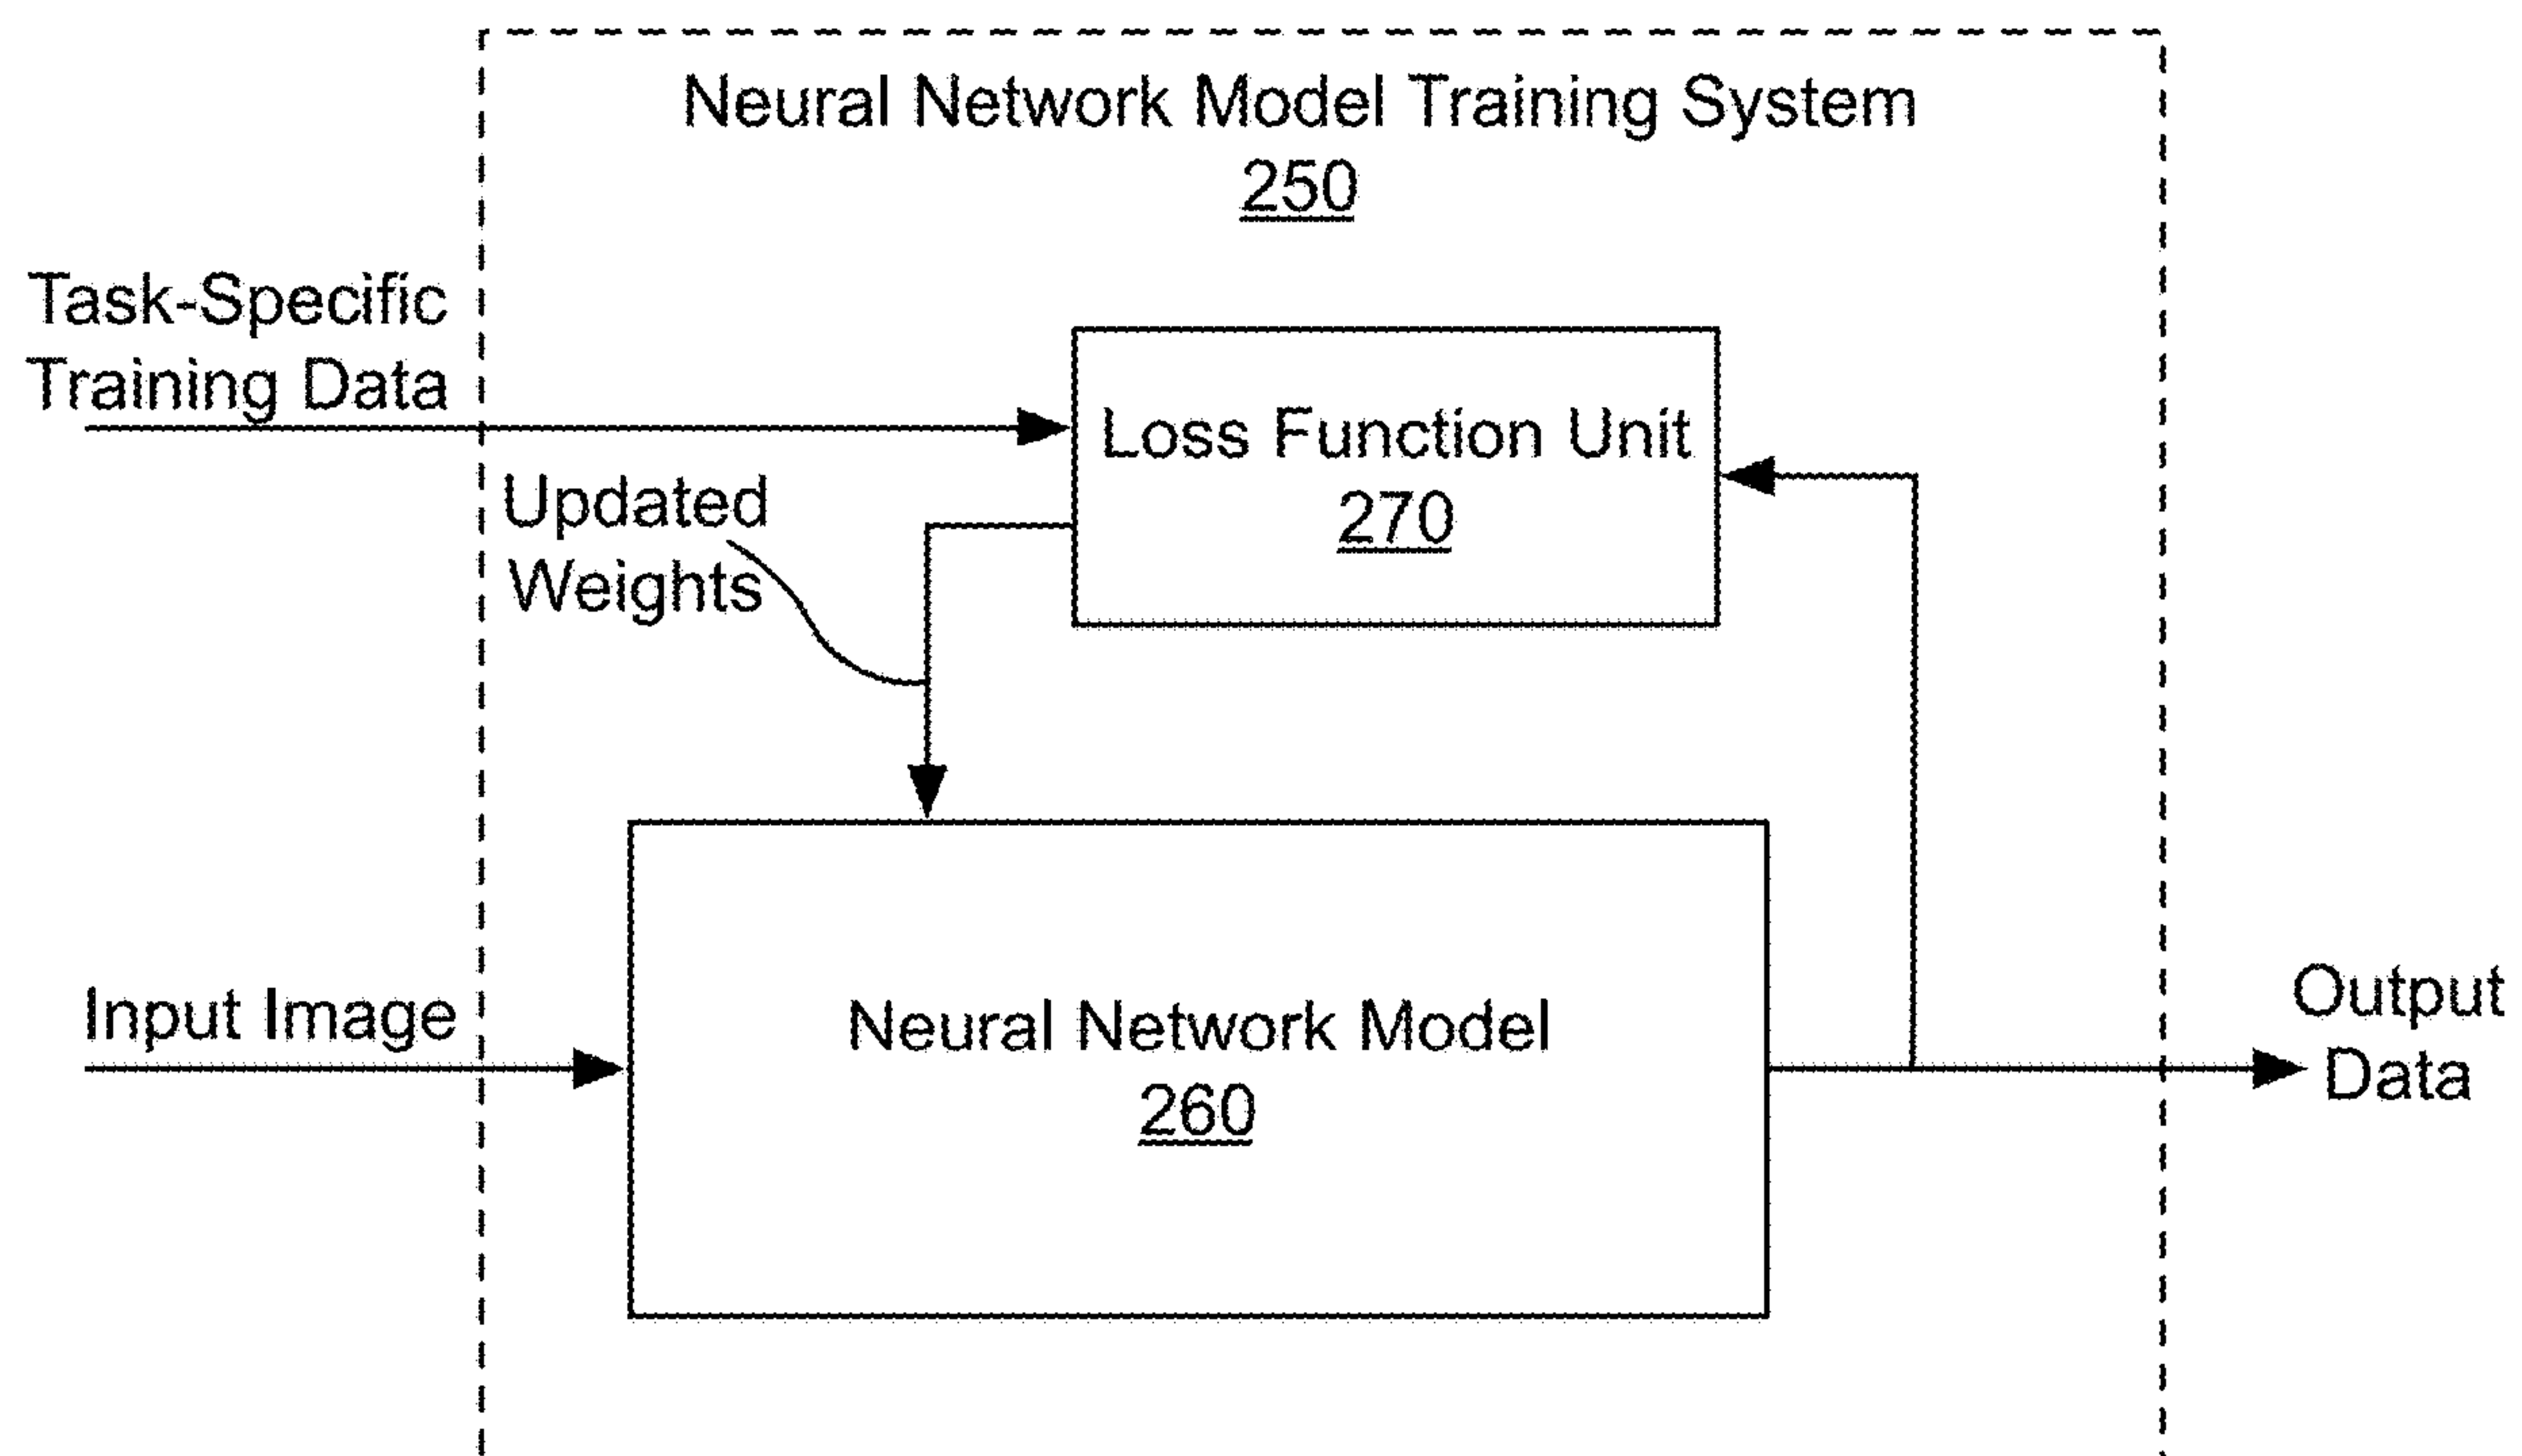 Neural Network Model Training System
250
Task-Specific
Training Data
Loss Function Unit
270
Updated
Weights
Input Image
Neural Network Model
260
Output
Data